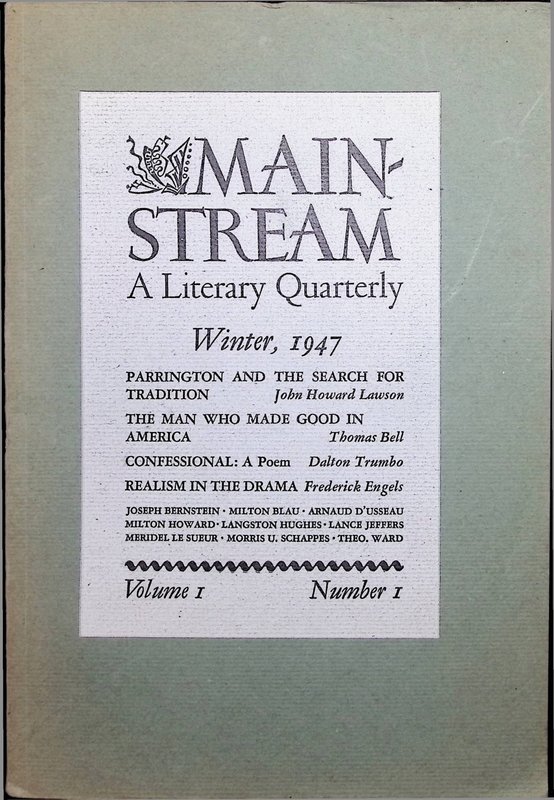 MAIN-
STREAM
A Literary Quarterly
Winter, 1947
PARRINGTON AND THE SEARCH FOR
TRADITION John Howard Lawson
THE MAN WHO MADE GOOD IN
AMERICA Thomas Bell
CONFESSIONAL: A Poem Dalton Trumbo
REALISM IN THE DRAMA Frederick Engels
JOSEPH BERNSTEIN · MILTON BLAU · ARNAUD D'USSEAU
MILTON HOWARD · LANGSTON HUGHES · LANCE JEFFERS
MERIDEL LE SUEUR · MORRIS U. SCHAPPES · THEO. WARD
Volume 1 Number 1